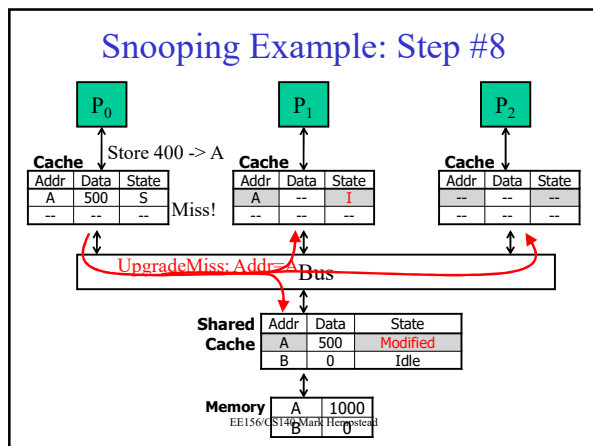 Snooping Example: Step #8
P0 P1 P2
Store 400 -> A
Cache Cache Cache
Addr Data State Addr Data State Addr Data State
A 500 S A -- I -- -- --
Miss!
-- -- -- -- -- -- -- -- --
UpgradeMiss: Addr=A
Bus
Shared Cache
Addr Data State
A 500 Modified
B 0 Idle
Memory
A 1000
B 0
EE156/CS140 Mark Hempstead